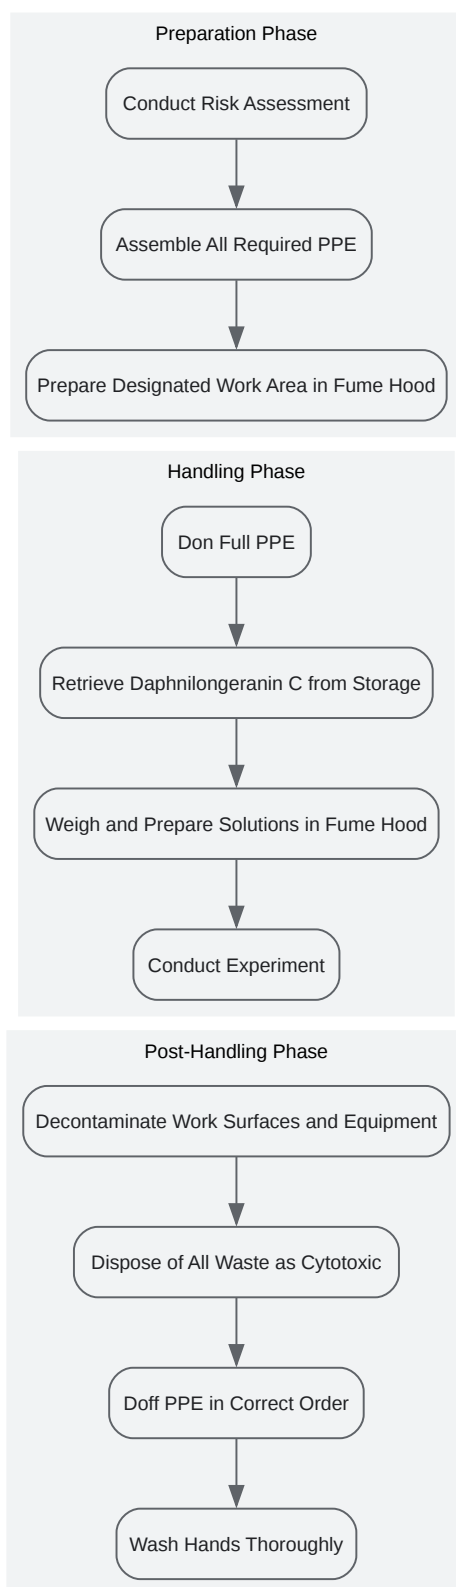 Preparation Phase
Conduct Risk Assessment
Assemble All Required PPE
Prepare Designated Work Area in Fume Hood
Handling Phase
Don Full PPE
Retrieve Daphnilongeranin C from Storage
Weigh and Prepare Solutions in Fume Hood
Conduct Experiment
Post-Handling Phase
Decontaminate Work Surfaces and Equipment
Dispose of All Waste as Cytotoxic
Doff PPE in Correct Order
Wash Hands Thoroughly